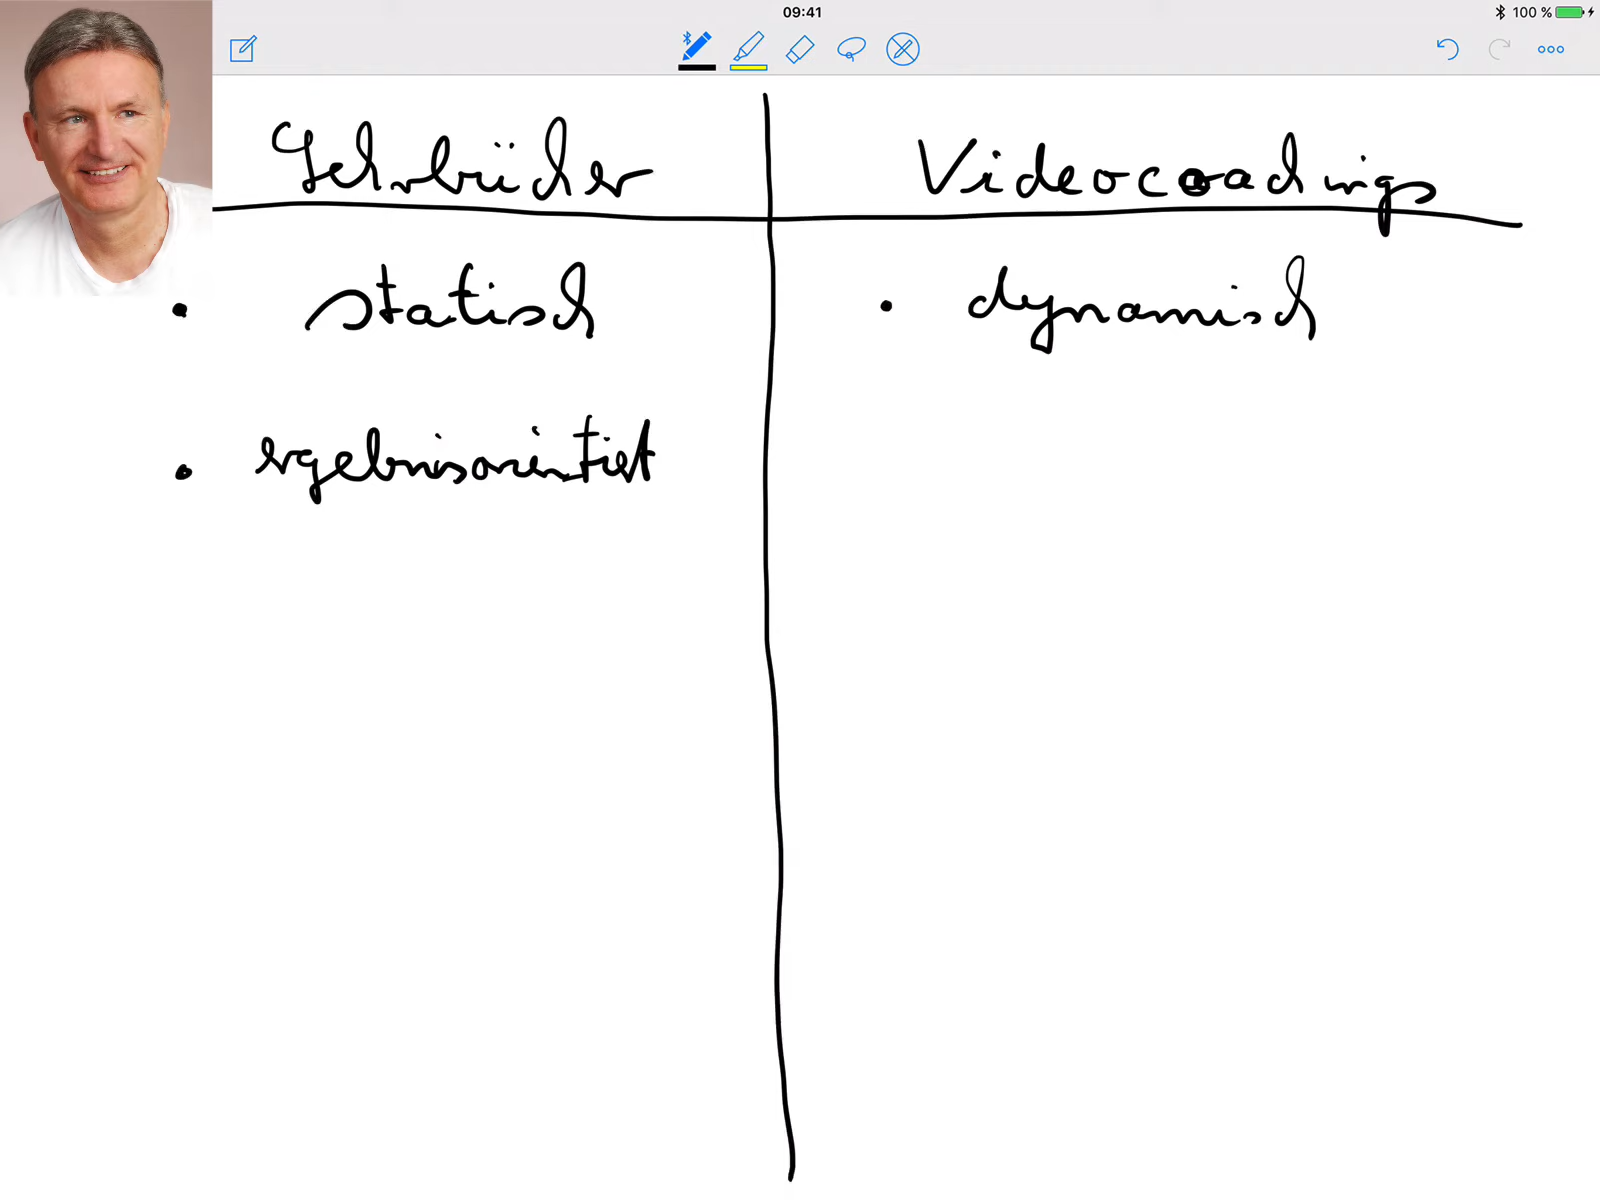 09:41
100 %
Lehrbücher
Videocoachings
• statisch
• dynamisch
• ergebnisorientiert